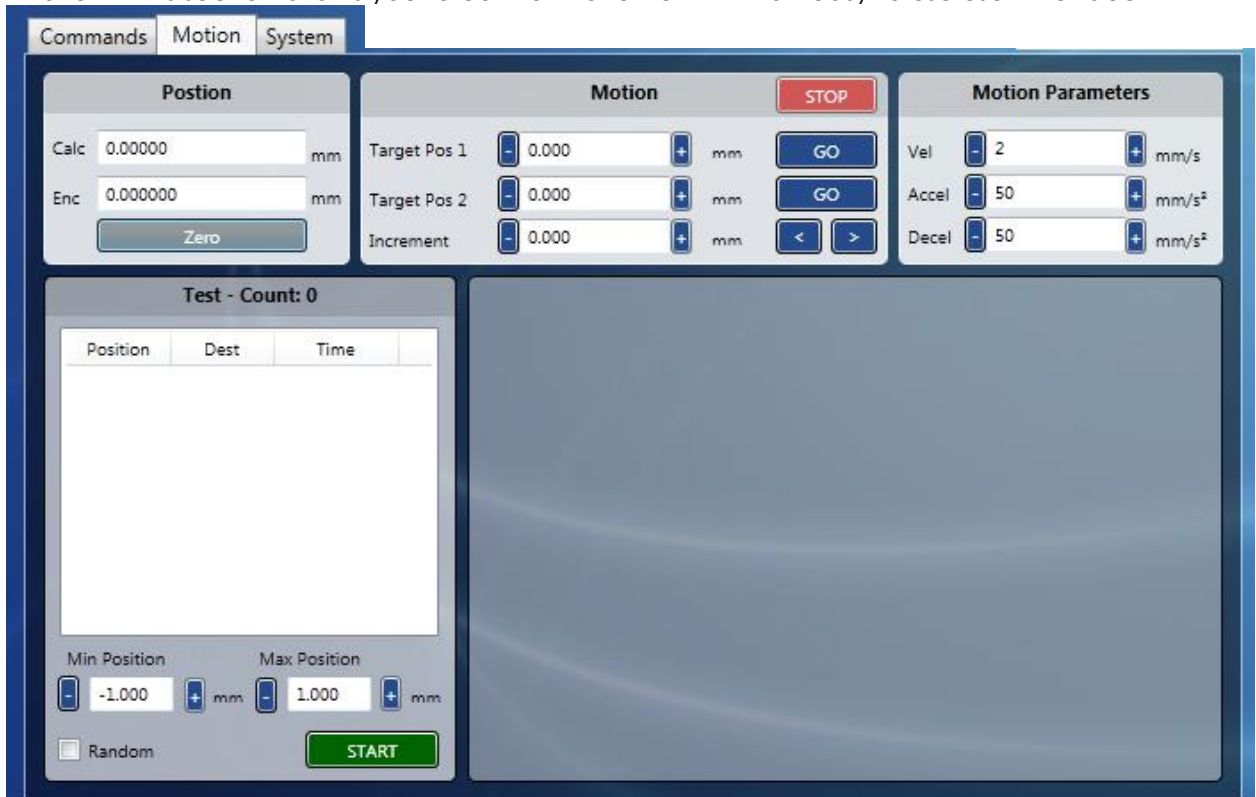 Commands Motion System
Postion
Calc 0.00000 mm
Enc 0.000000 mm
Zero
Motion STOP
Target Pos 1 - 0.000 + mm GO
Target Pos 2 - 0.000 + mm GO
Increment - 0.000 + mm < >
Motion Parameters
Vel - 2 + mm/s
Accel - 50 + mm/s²
Decel - 50 + mm/s²
Test - Count: 0
Position Dest Time
Min Position Max Position
- -1.000 + mm - 1.000 + mm
Random START